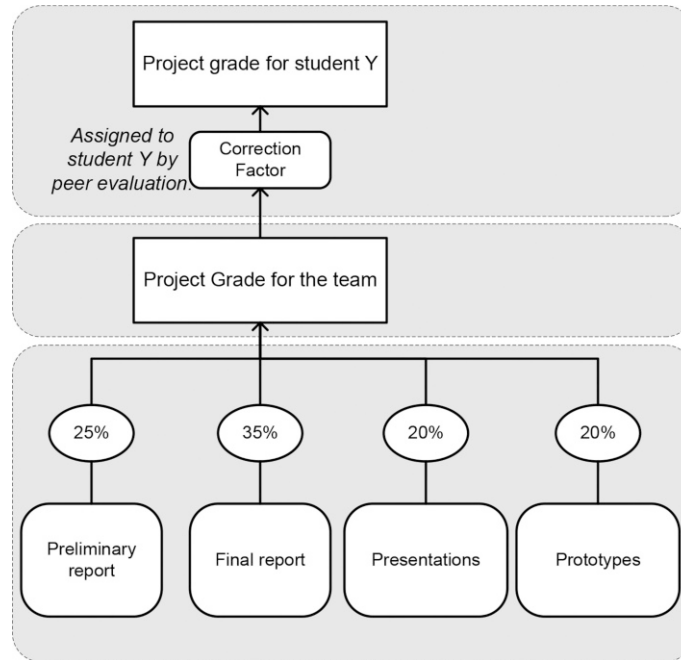 Project grade for student Y
Assigned to
student Y by
peer evaluation.
Correction
Factor
Project Grade for the team
25%
35%
20%
20%
Preliminary
report
Final report
Presentations
Prototypes